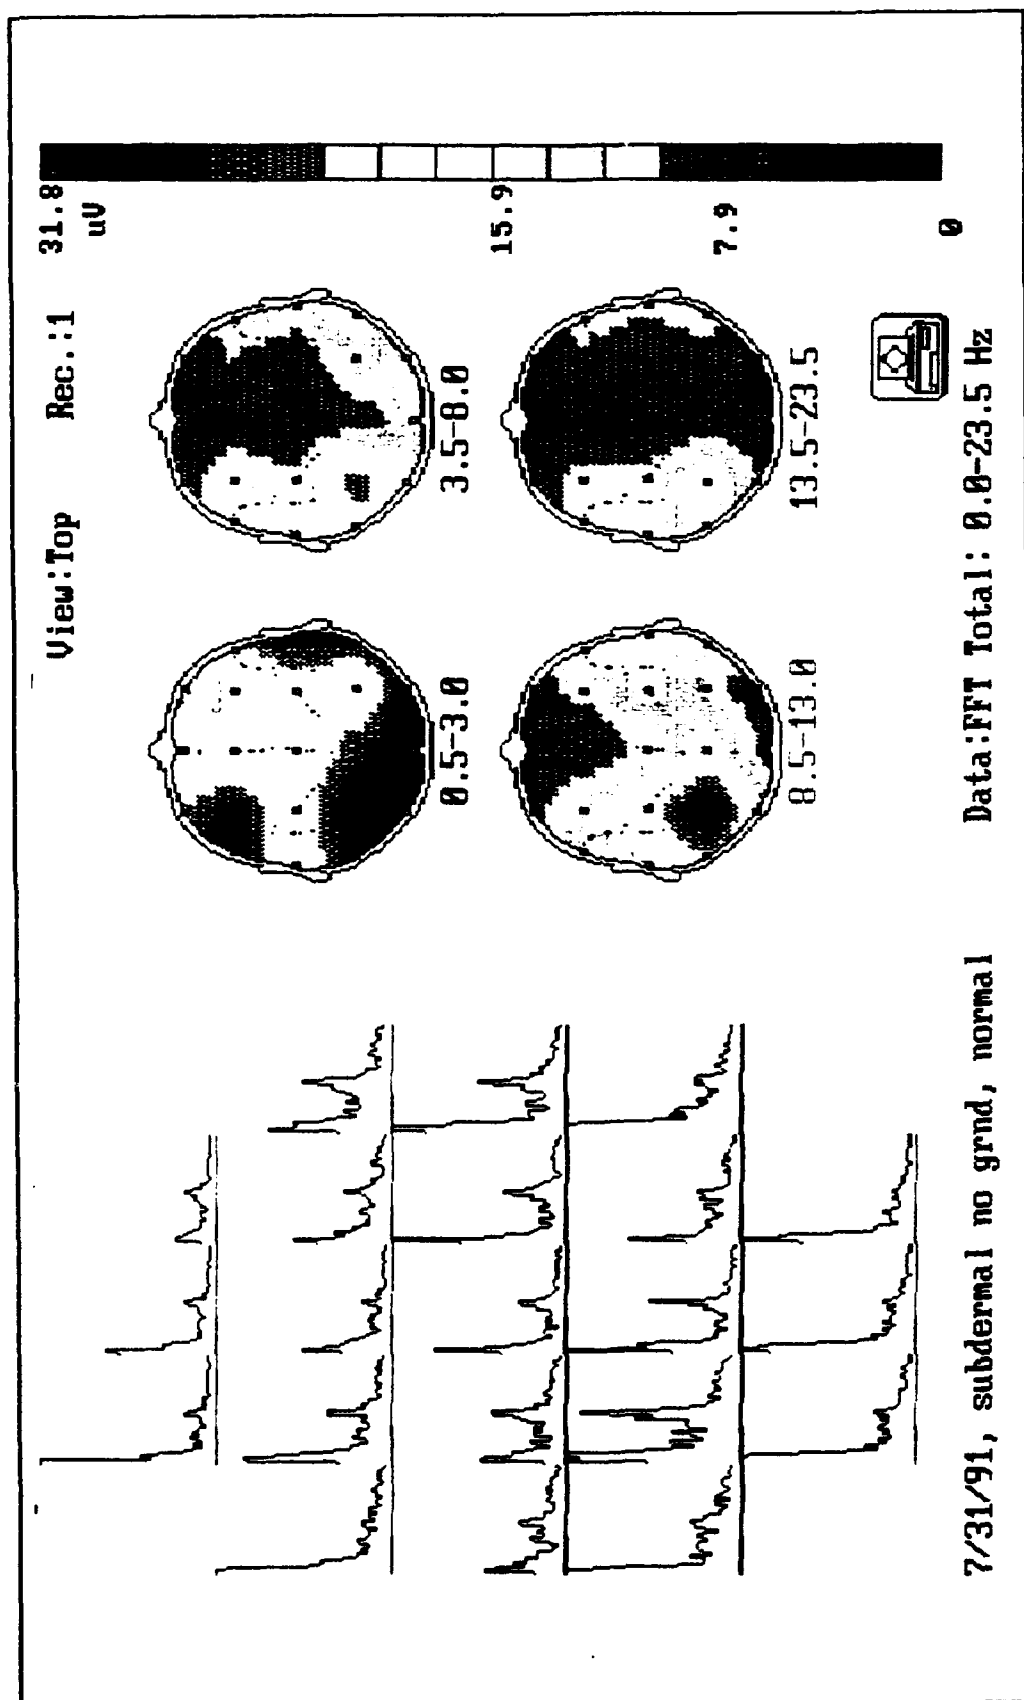 View:Top Rec.:1
31.8
uV
15.9
7.9
0
0.5-3.0
3.5-8.0
8.5-13.0
13.5-23.5
7/31/91, subdermal no grnd, normal
Data:FFT Total: 0.0-23.5 Hz